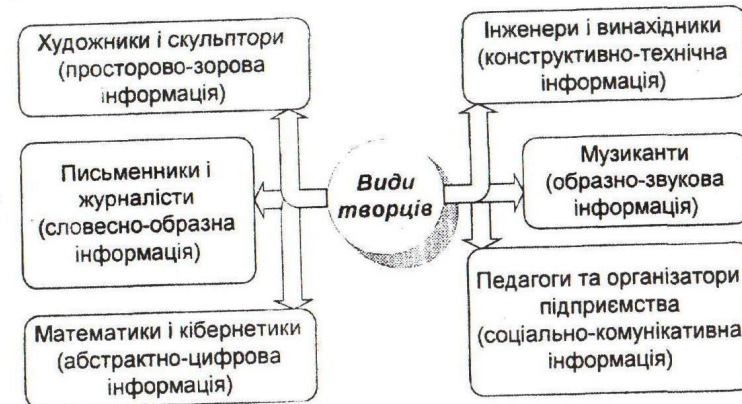 Художники і скульптори
(просторово-зорова
інформація)
Письменники і
журналісти
(словесно-образна
інформація)
Математики і кібернетики
(абстрактно-цифрова
інформація)
Види
творців
Інженери і винахідники
(конструктивно-технічна
інформація)
Музиканти
(образно-звукова
інформація)
Педагоги та організатори
підприємства
(соціально-комунікативна
інформація)